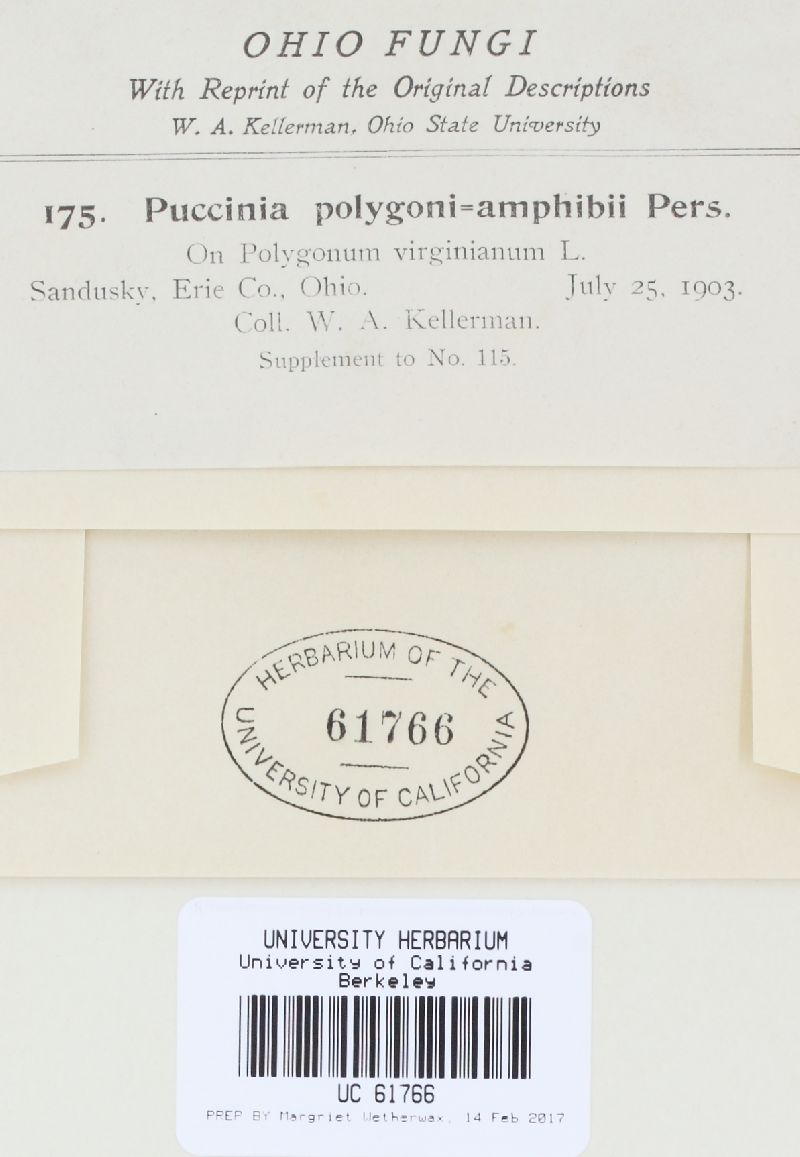 OHIO FUNGI
With Reprint of the Original Descriptions
W. A. Kellerman, Ohio State University
175. Puccinia polygoni=amphibii Pers.
On Polygonum virginianum L.
Sandusky, Erie Co., Ohio. July 25, 1903.
Coll. W. A. Kellerman.
Supplement to No. 115.
HERBARIUM OF THE
61766
UNIVERSITY OF CALIFORNIA
UNIVERSITY HERBARIUM
University of California
Berkeley
UC 61766
PREP BY Margriet Wetherwax, 14 Feb 2017